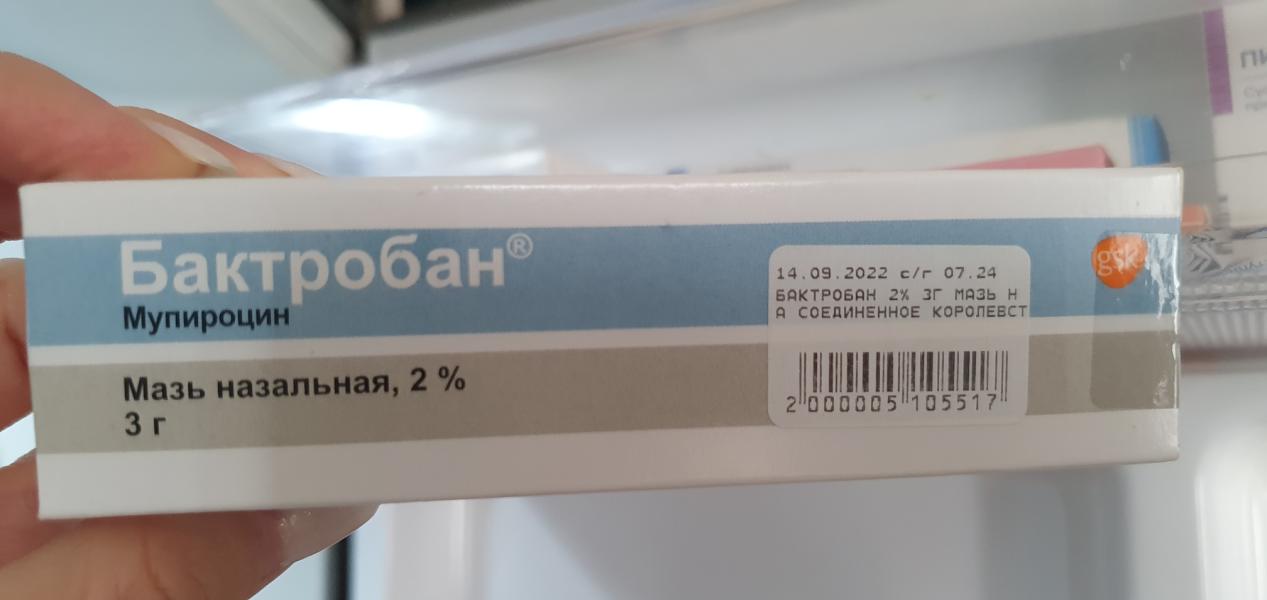 Бактробан®
Мупироцин
Мазь назальная, 2 %
3 г
14.09.2022 с/г 07.24
БАКТРОБАН 2% 3Г МАЗЬ Н
А СОЕДИНЕННОЕ КОРОЛЕВСТ
2 000005 105517
gsk